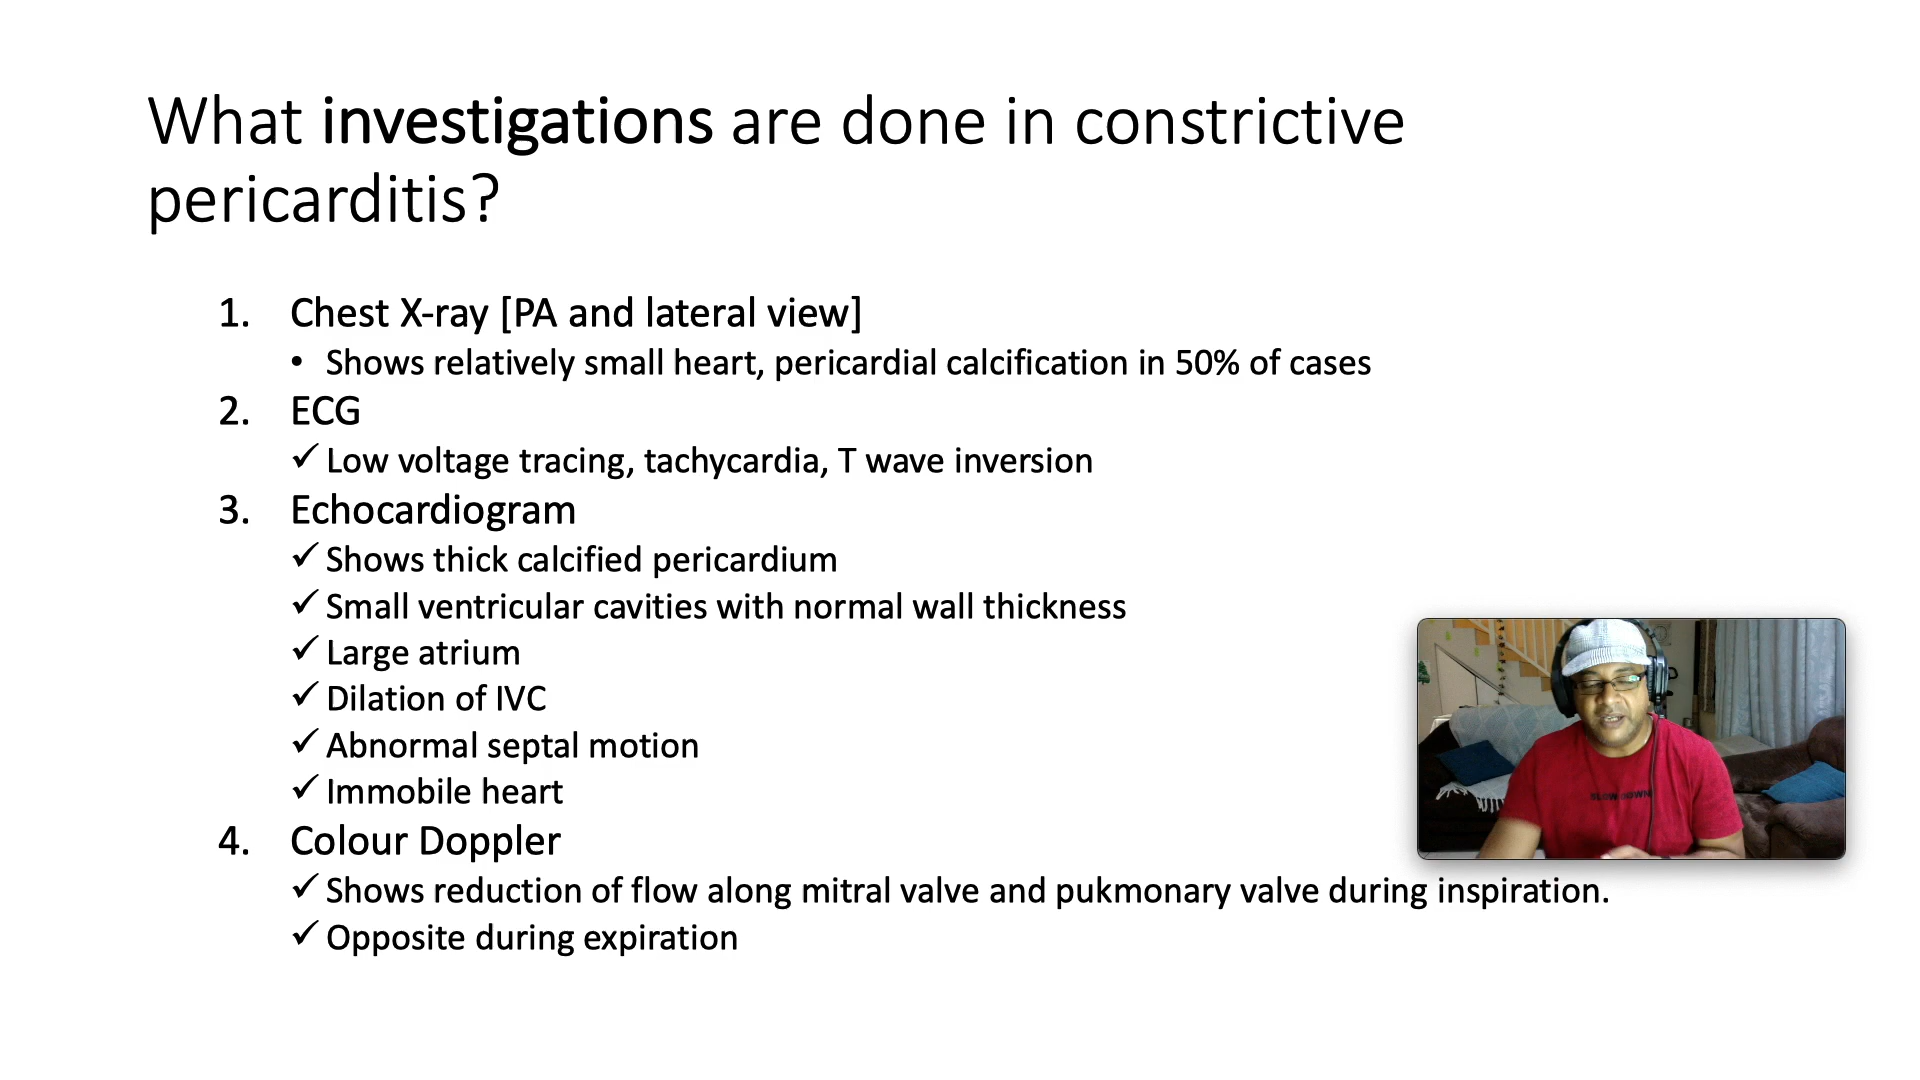 What investigations are done in constrictive
pericarditis?
1. Chest X-ray [PA and lateral view]
• Shows relatively small heart, pericardial calcification in 50% of cases
2. ECG
✓ Low voltage tracing, tachycardia, T wave inversion
3. Echocardiogram
✓ Shows thick calcified pericardium
✓ Small ventricular cavities with normal wall thickness
✓ Large atrium
✓ Dilation of IVC
✓ Abnormal septal motion
✓ Immobile heart
SLOW DOWN
4. Colour Doppler
✓ Shows reduction of flow along mitral valve and pukmonary valve during inspiration.
✓ Opposite during expiration